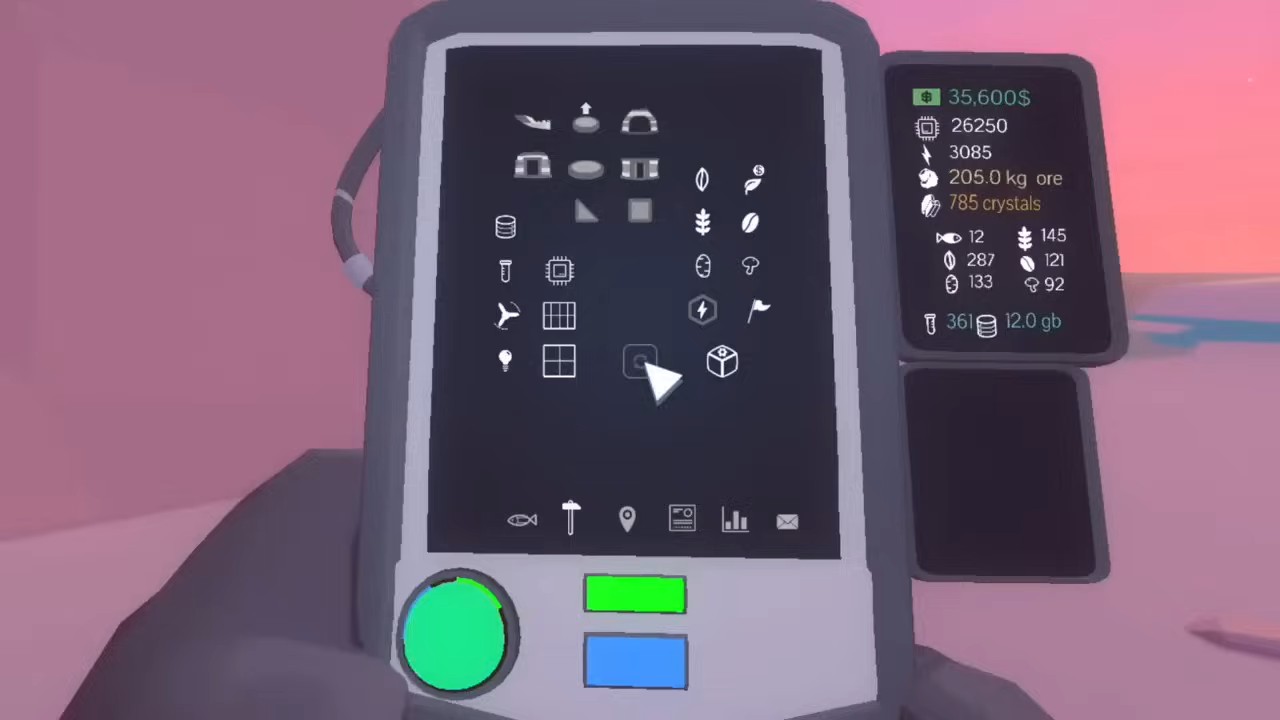 35,600$
26250
3085
205.0 kg ore
785 crystals
12 145
287 121
133 92
361 12.0 gb